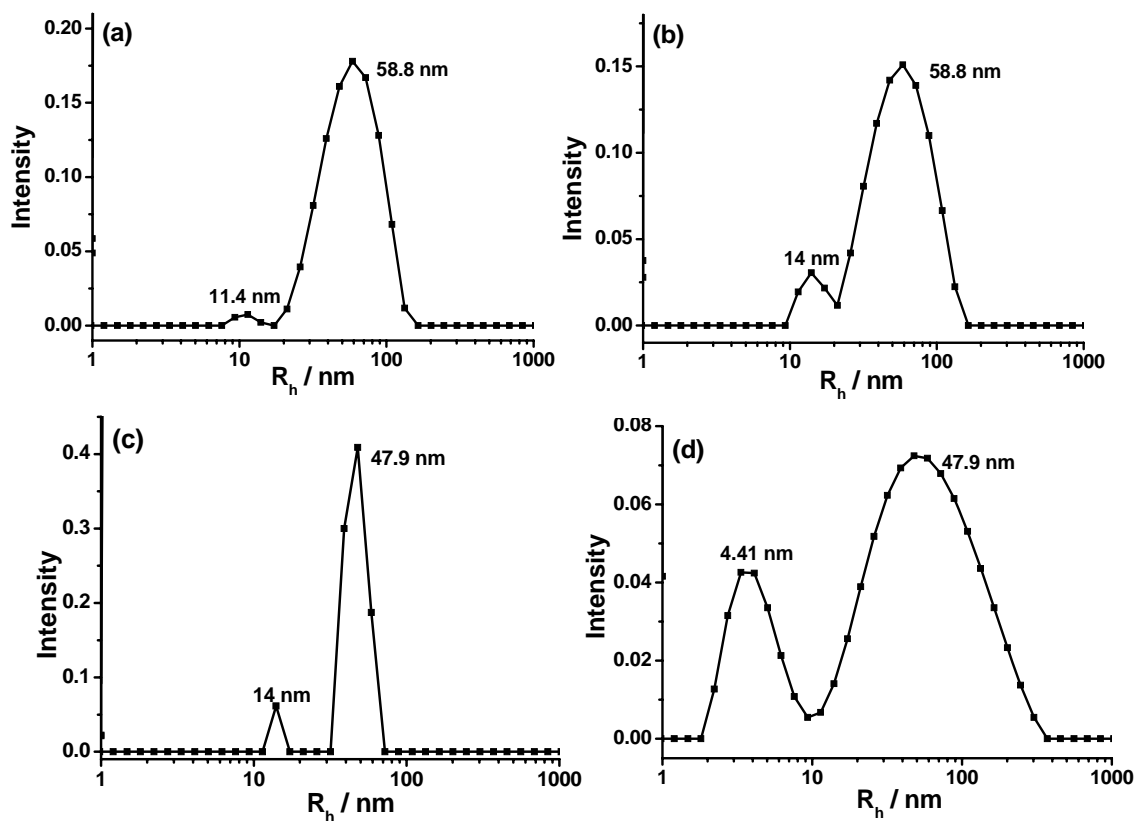 (a)
58.8 nm
11.4 nm
Intensity
0.20
0.15
0.10
0.05
0.00
1 10 100 1000
Rₕ / nm
(b)
58.8 nm
14 nm
Intensity
0.15
0.10
0.05
0.00
1 10 100 1000
Rₕ / nm
(c)
47.9 nm
14 nm
Intensity
0.4
0.3
0.2
0.1
0.0
1 10 100 1000
Rₕ / nm
(d)
47.9 nm
4.41 nm
Intensity
0.08
0.06
0.04
0.02
0.00
1 10 100 1000
Rₕ / nm